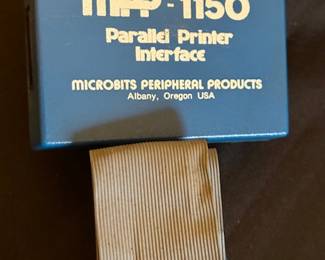 MPP-1150
Parallel Printer
Interface
MICROBITS PERIPHERAL PRODUCTS
Albany, Oregon USA